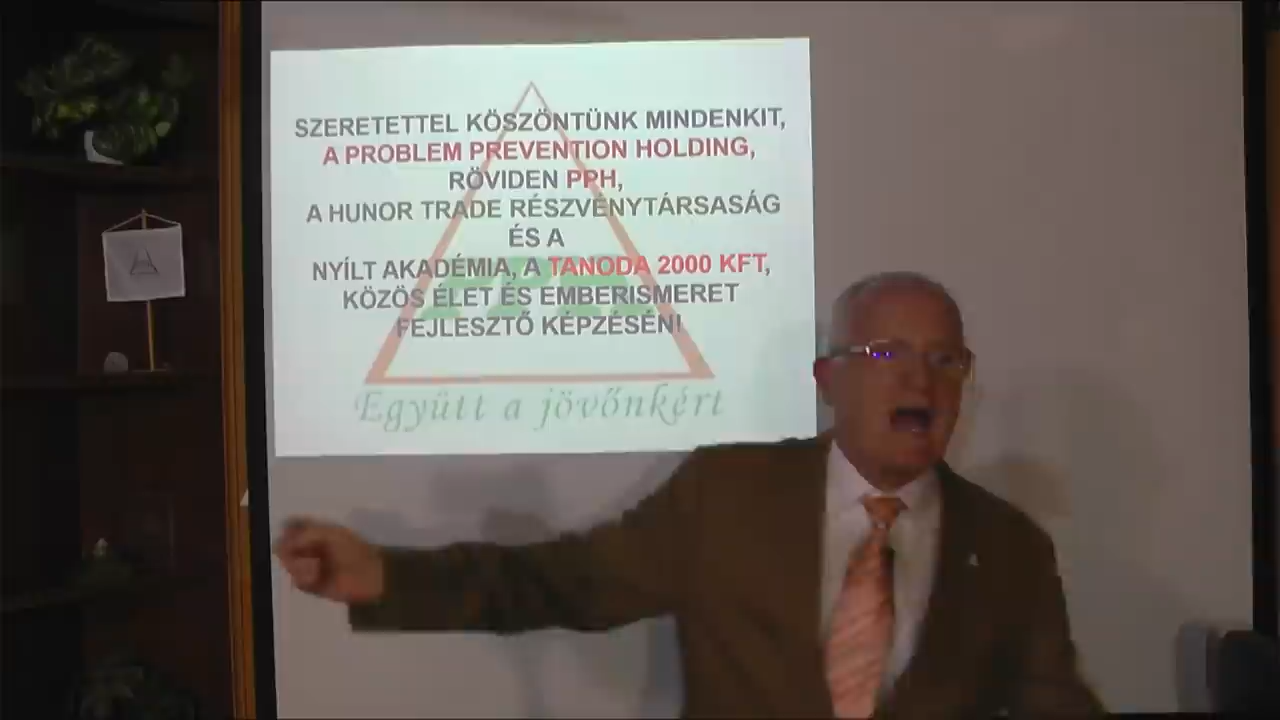 SZERETETTEL KÖSZÖNTÜNK MINDENKIT,
A PROBLEM PREVENTION HOLDING,
RÖVIDEN PPH,
A HUNOR TRADE RÉSZVÉNYTÁRSASÁG
ÉS A
NYÍLT AKADÉMIA, A TANODA 2000 KFT,
KÖZÖS ÉLET ÉS EMBERISMERET
FEJLESZTŐ KÉPZÉSÉN!
Együtt a jövőnkért